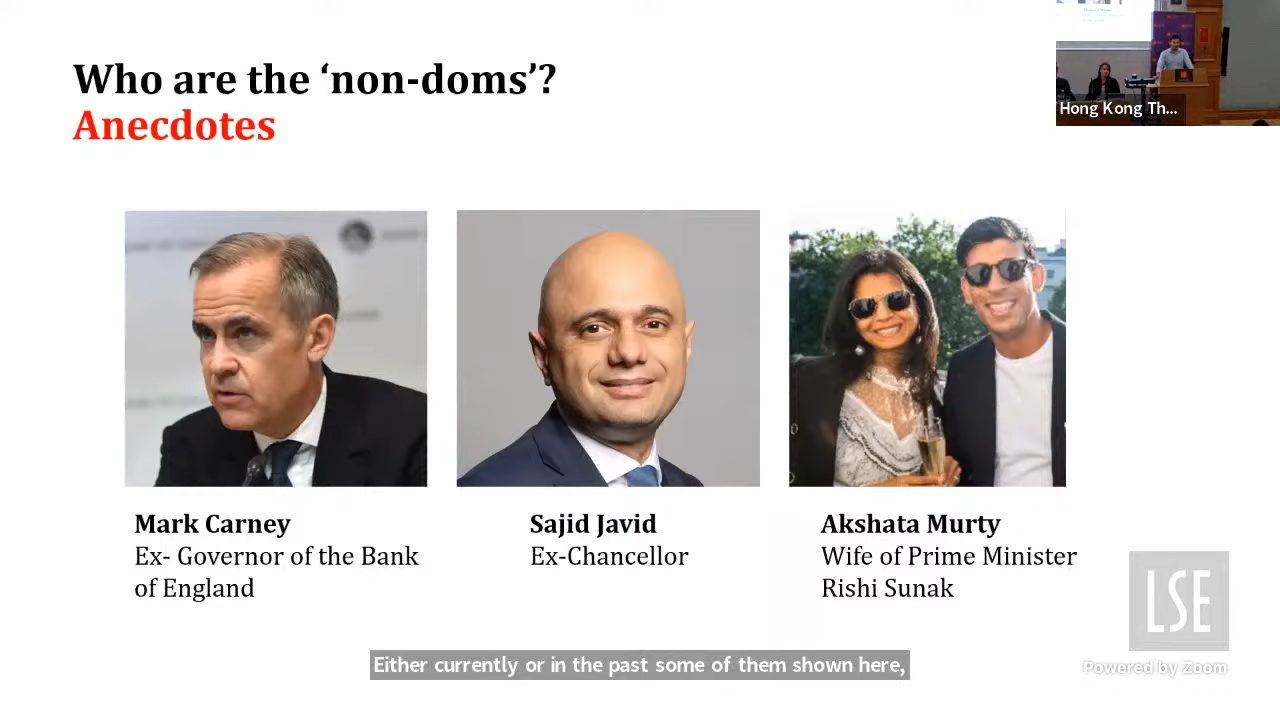 Who are the ‘non-doms’?
Anecdotes
Hong Kong Th...
Mark Carney
Ex- Governor of the Bank
of England
Sajid Javid
Ex-Chancellor
Akshata Murty
Wife of Prime Minister
Rishi Sunak
LSE
Either currently or in the past some of them shown here,
Powered by Zoom